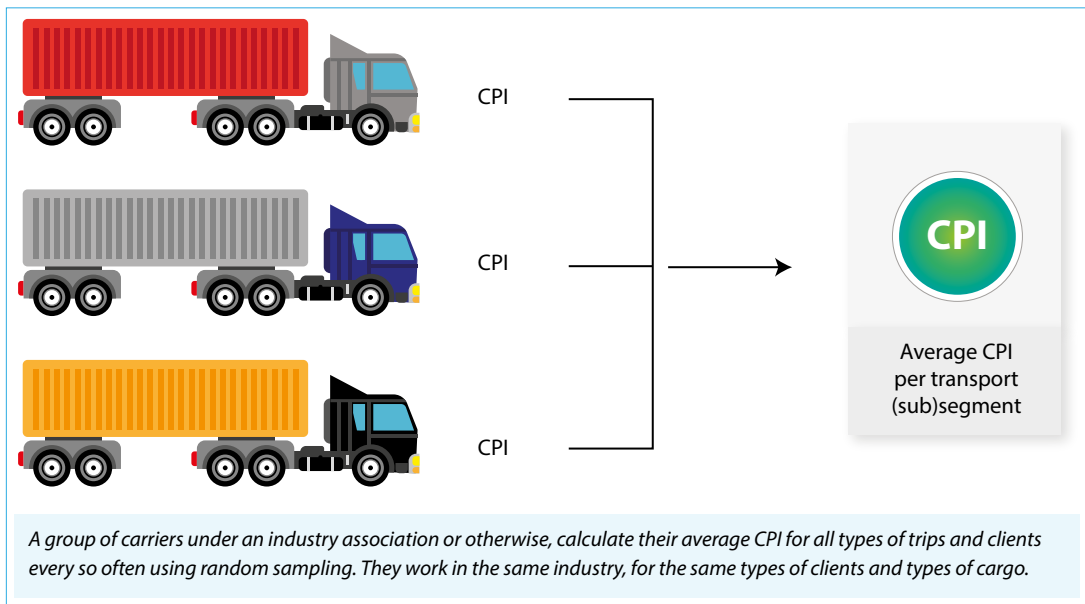 CPI
CPI
CPI
CPI
Average CPI
per transport
(sub)segment
A group of carriers under an industry association or otherwise, calculate their average CPI for all types of trips and clients
every so often using random sampling. They work in the same industry, for the same types of clients and types of cargo.